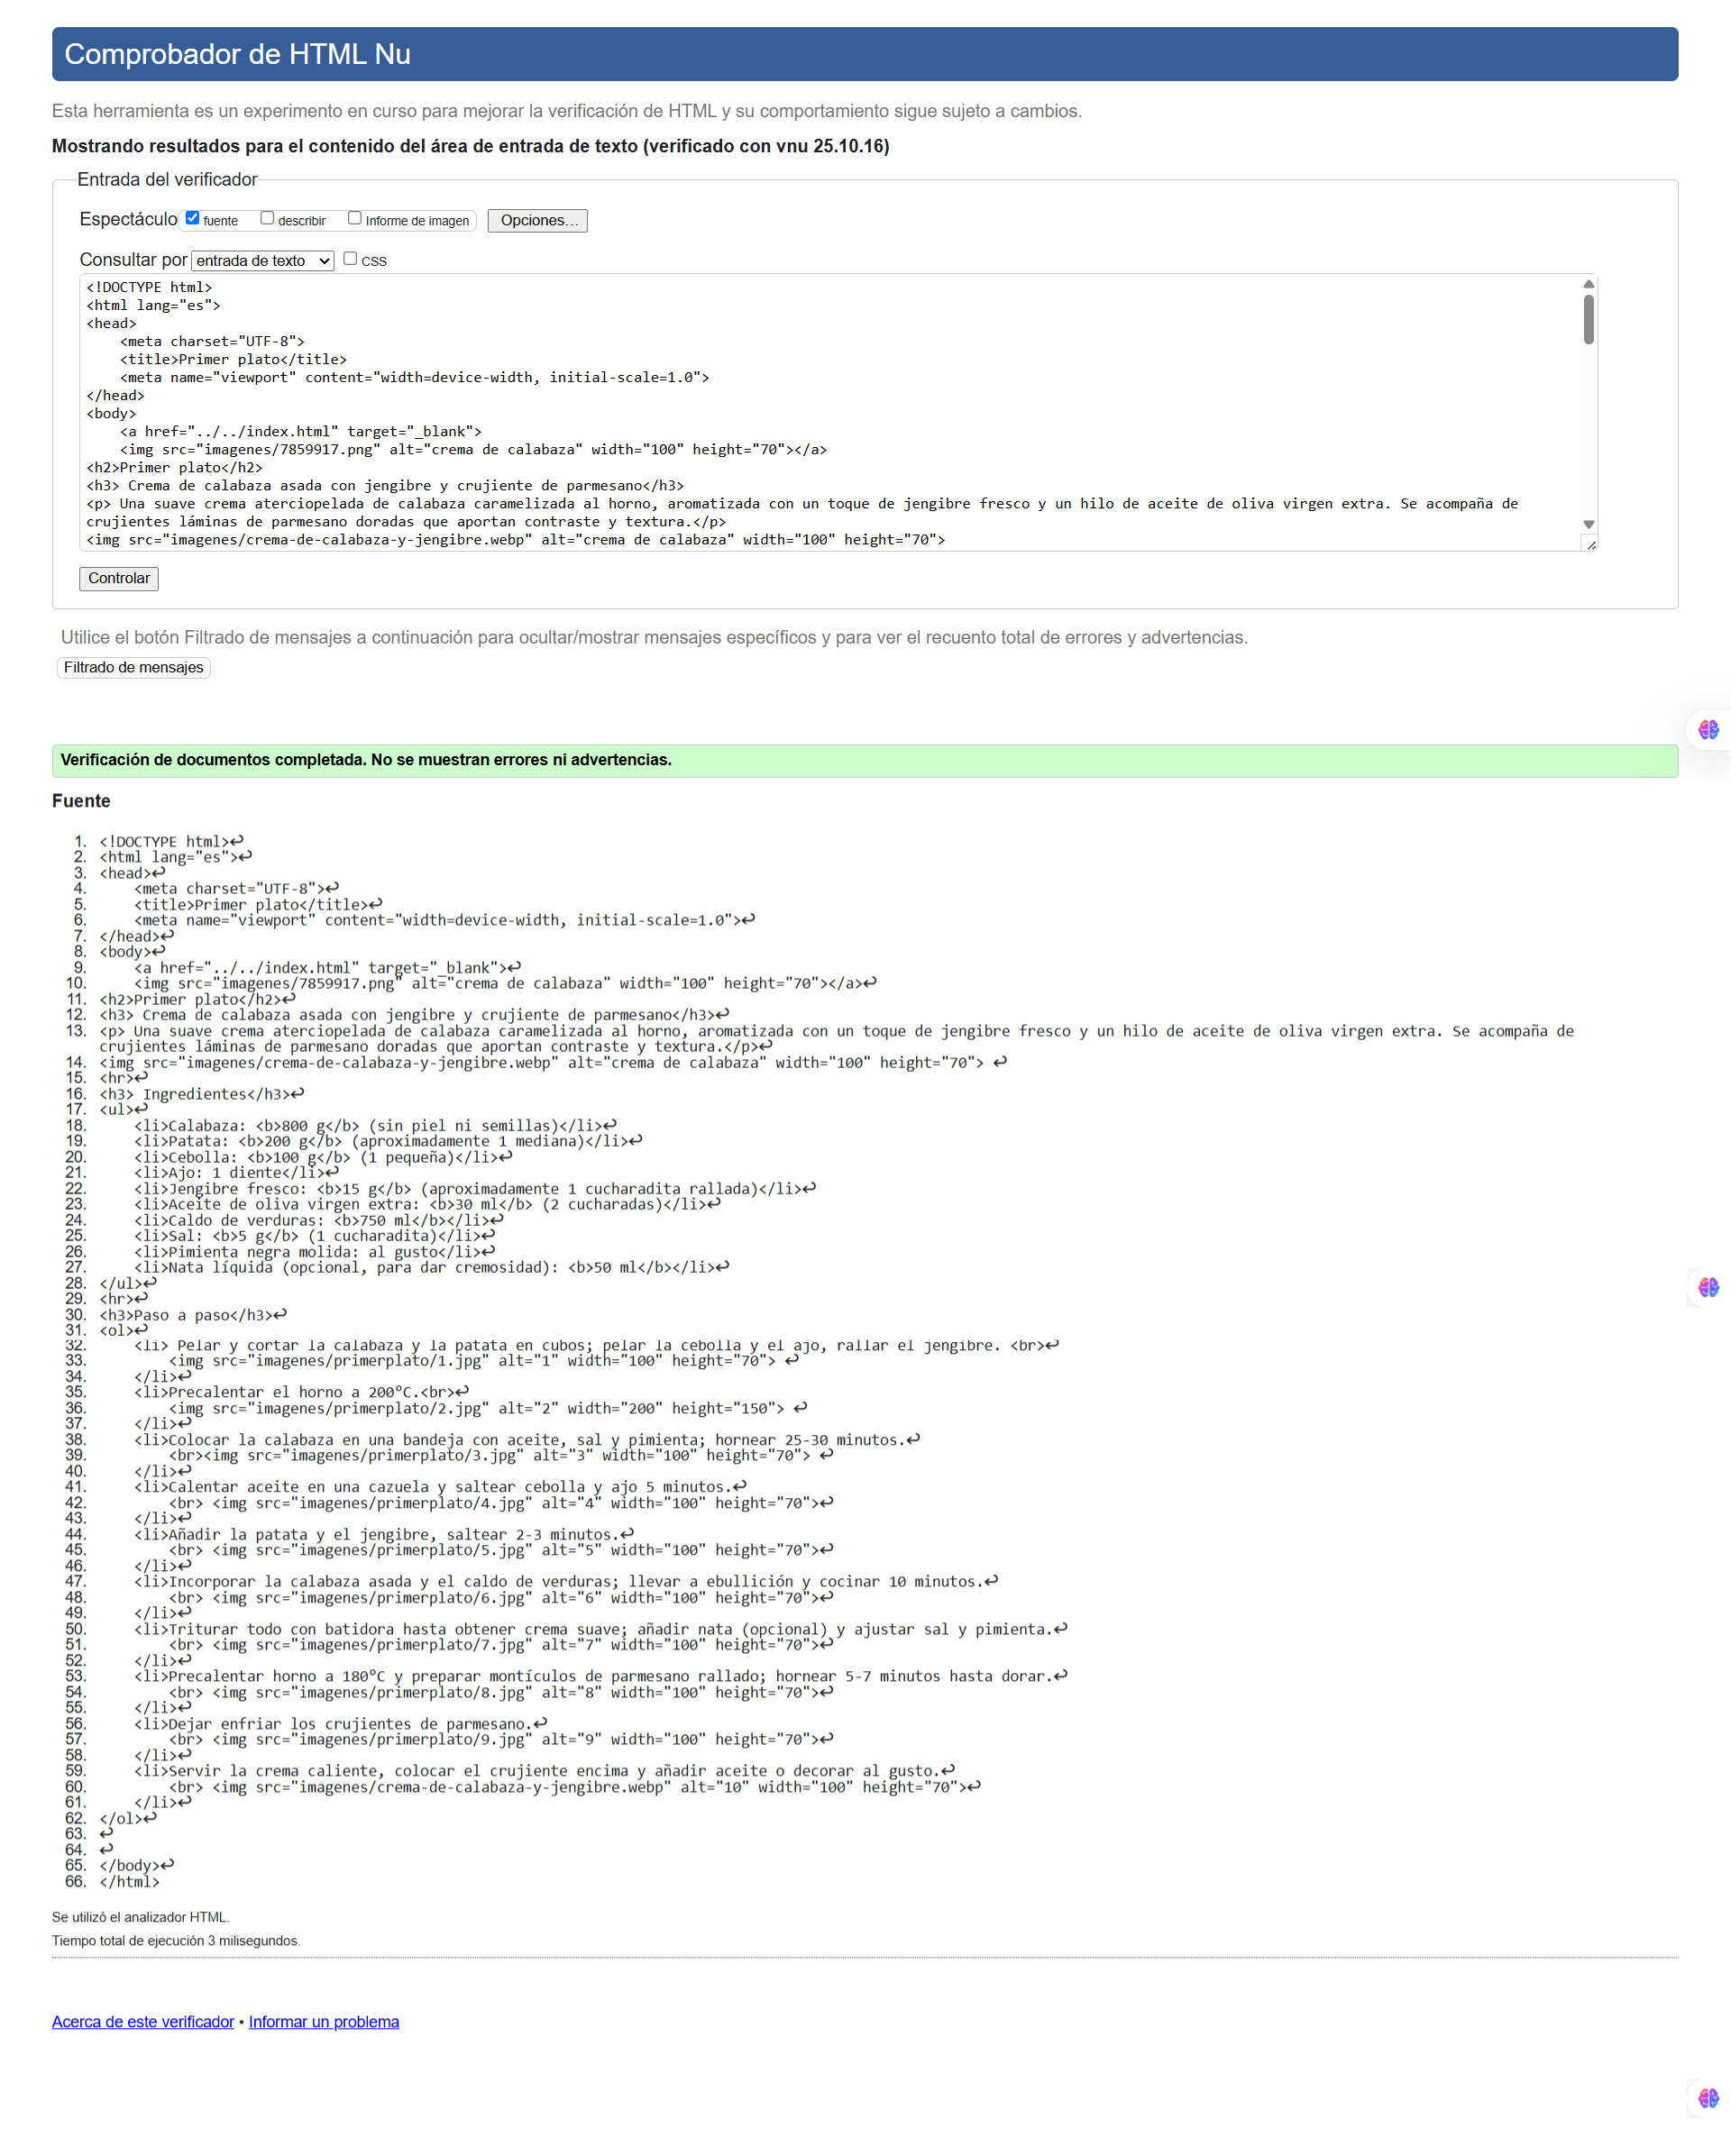 Comprobador de HTML Nu
Esta herramienta es un experimento en curso para mejorar la verificación de HTML y su comportamiento sigue sujeto a cambios.
Mostrando resultados para el contenido del área de entrada de texto (verificado con vnu 25.10.16)
Entrada del verificador
Espectáculo fuente describir Informe de imagen Opciones…
Consultar por entrada de texto CSS
<!DOCTYPE html>
<html lang="es">
<head>
    <meta charset="UTF-8">
    <title>Primer plato</title>
    <meta name="viewport" content="width=device-width, initial-scale=1.0">
</head>
<body>
    <a href="../../index.html" target="_blank">
    <img src="imagenes/7859917.png" alt="crema de calabaza" width="100" height="70"></a>
<h2>Primer plato</h2>
<h3> Crema de calabaza asada con jengibre y crujiente de parmesano</h3>
<p> Una suave crema aterciopelada de calabaza caramelizada al horno, aromatizada con un toque de jengibre fresco y un hilo de aceite de oliva virgen extra. Se acompaña de
crujientes láminas de parmesano doradas que aportan contraste y textura.</p>
<img src="imagenes/crema-de-calabaza-y-jengibre.webp" alt="crema de calabaza" width="100" height="70">
Controlar
Utilice el botón Filtrado de mensajes a continuación para ocultar/mostrar mensajes específicos y para ver el recuento total de errores y advertencias.
Filtrado de mensajes
Verificación de documentos completada. No se muestran errores ni advertencias.
Fuente
1. <!DOCTYPE html>↩
2. <html lang="es">↩
3. <head>↩
4.     <meta charset="UTF-8">↩
5.     <title>Primer plato</title>↩
6.     <meta name="viewport" content="width=device-width, initial-scale=1.0">↩
7. </head>↩
8. <body>↩
9.     <a href="../../index.html" target="_blank">↩
10.     <img src="imagenes/7859917.png" alt="crema de calabaza" width="100" height="70"></a>↩
11. <h2>Primer plato</h2>↩
12. <h3> Crema de calabaza asada con jengibre y crujiente de parmesano</h3>↩
13. <p> Una suave crema aterciopelada de calabaza caramelizada al horno, aromatizada con un toque de jengibre fresco y un hilo de aceite de oliva virgen extra. Se acompaña de
crujientes láminas de parmesano doradas que aportan contraste y textura.</p>↩
14. <img src="imagenes/crema-de-calabaza-y-jengibre.webp" alt="crema de calabaza" width="100" height="70"> ↩
15. <hr>↩
16. <h3> Ingredientes</h3>↩
17. <ul>↩
18.     <li>Calabaza: <b>800 g</b> (sin piel ni semillas)</li>↩
19.     <li>Patata: <b>200 g</b> (aproximadamente 1 mediana)</li>↩
20.     <li>Cebolla: <b>100 g</b> (1 pequeña)</li>↩
21.     <li>Ajo: 1 diente</li>↩
22.     <li>Jengibre fresco: <b>15 g</b> (aproximadamente 1 cucharadita rallada)</li>↩
23.     <li>Aceite de oliva virgen extra: <b>30 ml</b> (2 cucharadas)</li>↩
24.     <li>Caldo de verduras: <b>750 ml</b></li>↩
25.     <li>Sal: <b>5 g</b> (1 cucharadita)</li>↩
26.     <li>Pimienta negra molida: al gusto</li>↩
27.     <li>Nata líquida (opcional, para dar cremosidad): <b>50 ml</b></li>↩
28. </ul>↩
29. <hr>↩
30. <h3>Paso a paso</h3>↩
31. <ol>↩
32.     <li> Pelar y cortar la calabaza y la patata en cubos; pelar la cebolla y el ajo, rallar el jengibre. <br>↩
33.         <img src="imagenes/primerplato/1.jpg" alt="1" width="100" height="70"> ↩
34.     </li>↩
35.     <li>Precalentar el horno a 200°C.<br>↩
36.         <img src="imagenes/primerplato/2.jpg" alt="2" width="200" height="150"> ↩
37.     </li>↩
38.     <li>Colocar la calabaza en una bandeja con aceite, sal y pimienta; hornear 25-30 minutos.↩
39.         <br><img src="imagenes/primerplato/3.jpg" alt="3" width="100" height="70"> ↩
40.     </li>↩
41.     <li>Calentar aceite en una cazuela y saltear cebolla y ajo 5 minutos.↩
42.         <br> <img src="imagenes/primerplato/4.jpg" alt="4" width="100" height="70">↩
43.     </li>↩
44.     <li>Añadir la patata y el jengibre, saltear 2-3 minutos.↩
45.         <br> <img src="imagenes/primerplato/5.jpg" alt="5" width="100" height="70">↩
46.     </li>↩
47.     <li>Incorporar la calabaza asada y el caldo de verduras; llevar a ebullición y cocinar 10 minutos.↩
48.         <br> <img src="imagenes/primerplato/6.jpg" alt="6" width="100" height="70">↩
49.     </li>↩
50.     <li>Triturar todo con batidora hasta obtener crema suave; añadir nata (opcional) y ajustar sal y pimienta.↩
51.         <br> <img src="imagenes/primerplato/7.jpg" alt="7" width="100" height="70">↩
52.     </li>↩
53.     <li>Precalentar horno a 180°C y preparar montículos de parmesano rallado; hornear 5-7 minutos hasta dorar.↩
54.         <br> <img src="imagenes/primerplato/8.jpg" alt="8" width="100" height="70">↩
55.     </li>↩
56.     <li>Dejar enfriar los crujientes de parmesano.↩
57.         <br> <img src="imagenes/primerplato/9.jpg" alt="9" width="100" height="70">↩
58.     </li>↩
59.     <li>Servir la crema caliente, colocar el crujiente encima y añadir aceite o decorar al gusto.↩
60.         <br> <img src="imagenes/crema-de-calabaza-y-jengibre.webp" alt="10" width="100" height="70">↩
61.     </li>↩
62. </ol>↩
63. ↩
64. ↩
65. </body>↩
66. </html>
Se utilizó el analizador HTML.
Tiempo total de ejecución 3 milisegundos.
Acerca de este verificador • Informar un problema